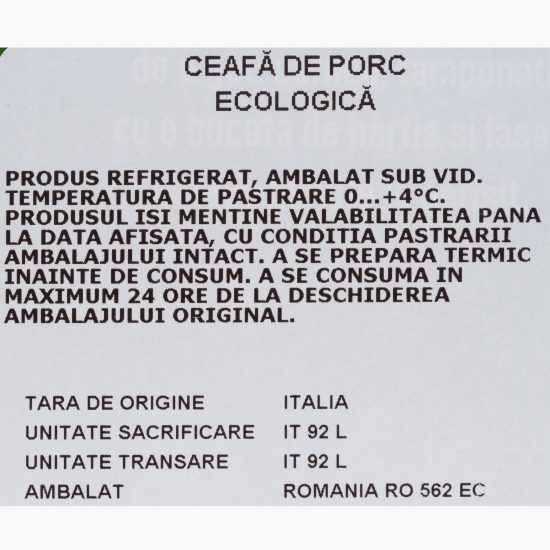 CEAFĂ DE PORC
ECOLOGICĂ
PRODUS REFRIGERAT, AMBALAT SUB VID.
TEMPERATURA DE PASTRARE 0...+4°C.
PRODUSUL ISI MENTINE VALABILITATEA PANA
LA DATA AFISATA, CU CONDITIA PASTRARII
AMBALAJULUI INTACT. A SE PREPARA TERMIC
INAINTE DE CONSUM. A SE CONSUMA IN
MAXIMUM 24 ORE DE LA DESCHIDEREA
AMBALAJULUI ORIGINAL.
TARA DE ORIGINE ITALIA
UNITATE SACRIFICARE IT 92 L
UNITATE TRANSARE IT 92 L
AMBALAT ROMANIA RO 562 EC